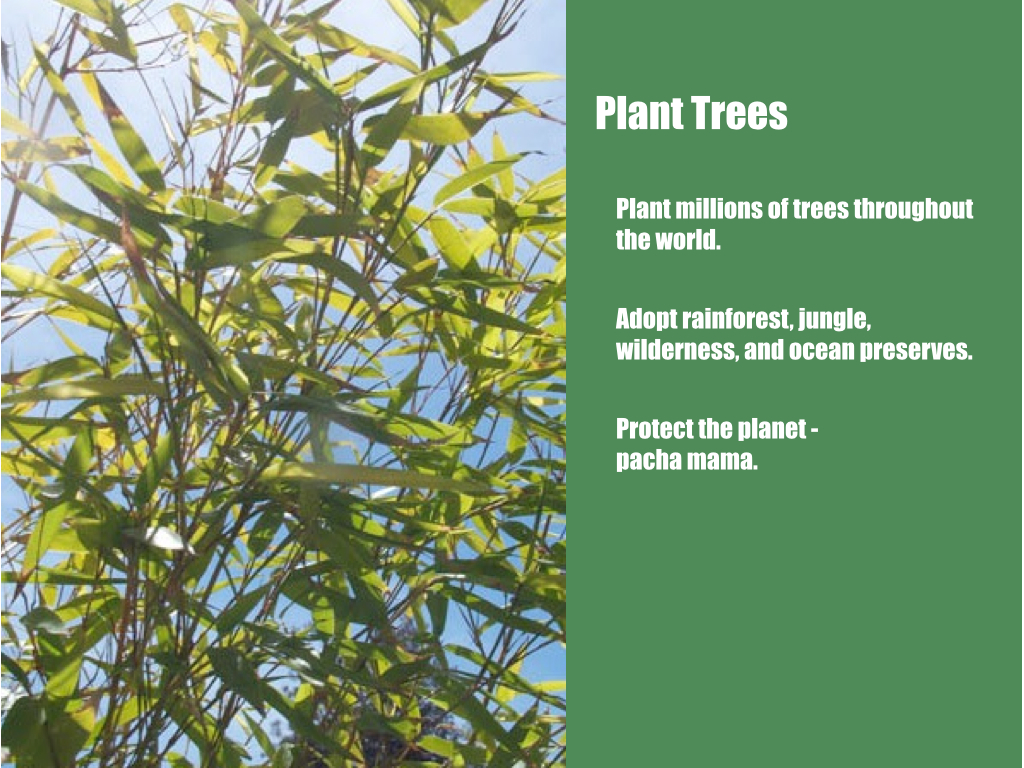 Plant Trees
Plant millions of trees throughout
the world.
Adopt rainforest, jungle,
wilderness, and ocean preserves.
Protect the planet -
pacha mama.